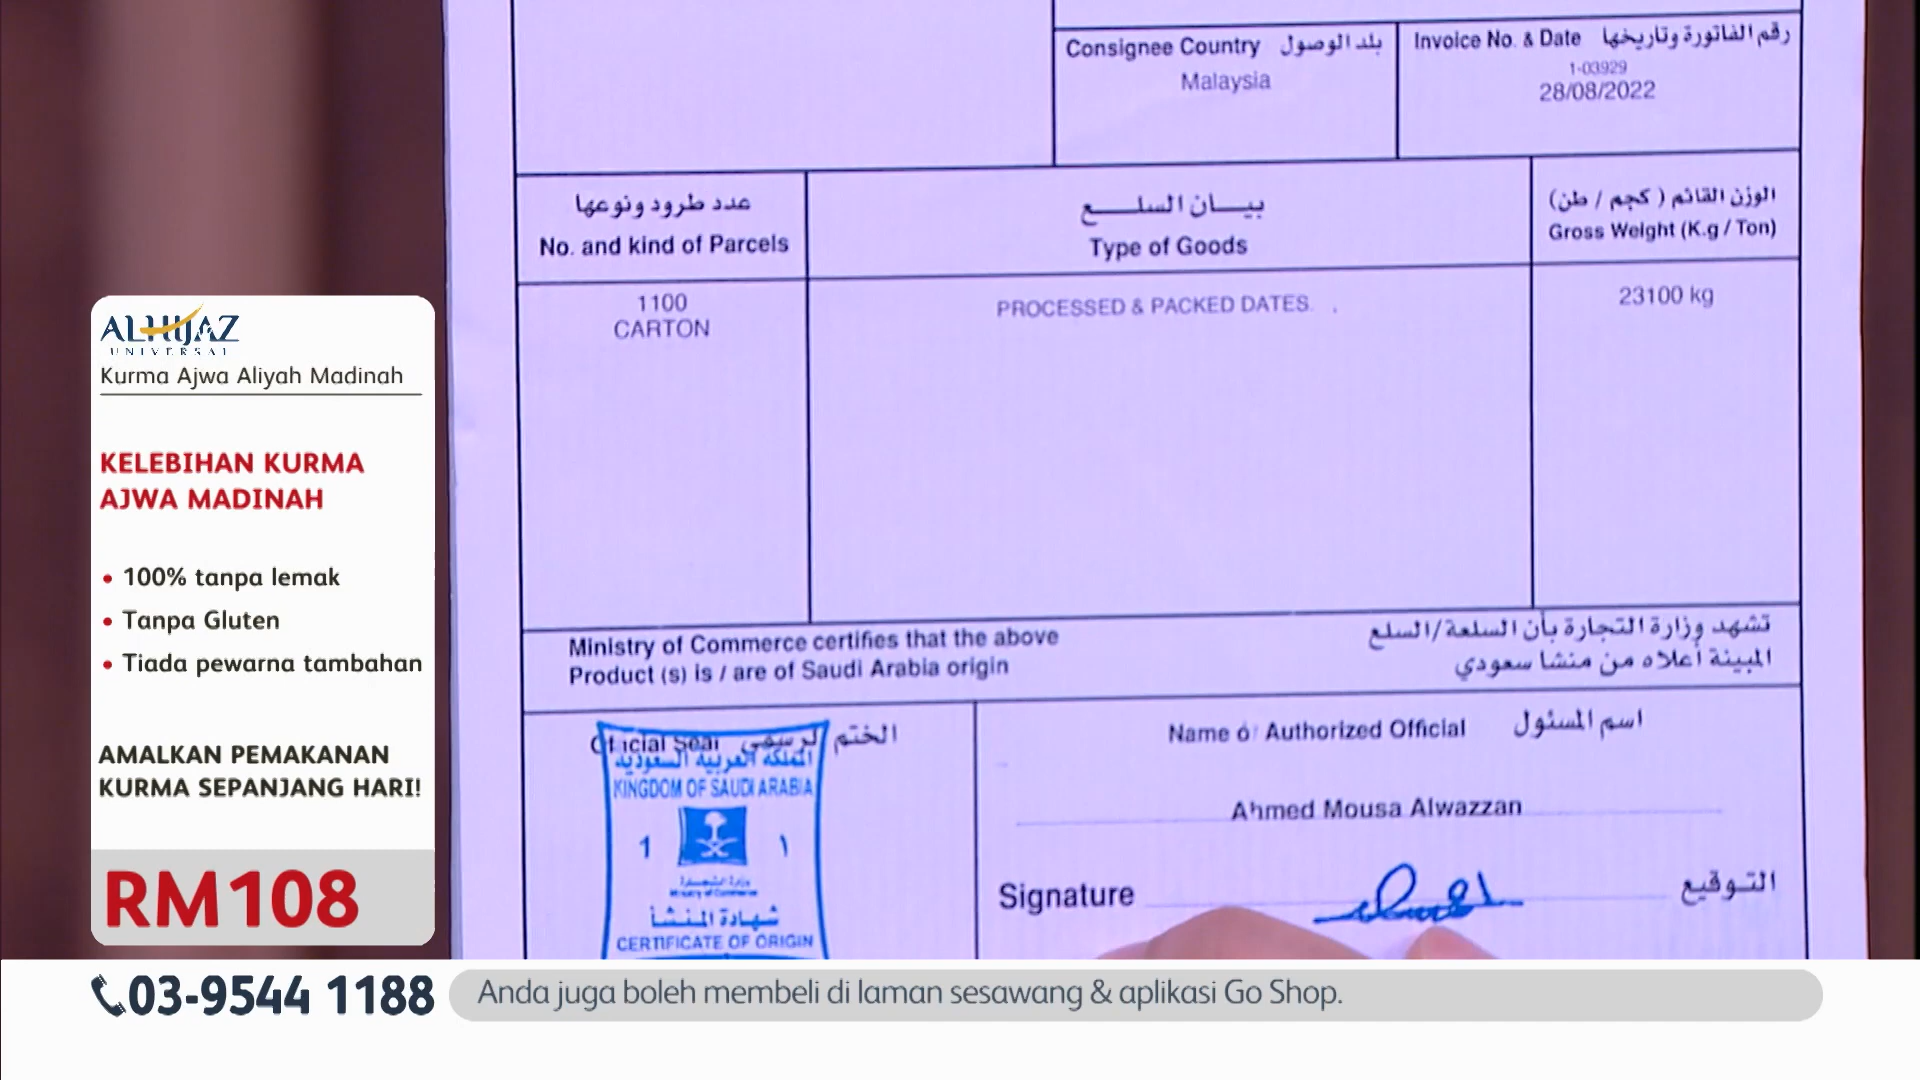 Consignee Country بلد الوصول
Malaysia
Invoice No. & Date رقم الفاتورة وتاريخها
1-03929
28/08/2022
عدد طرود ونوعها
No. and kind of Parcels
بيـــان السلـــــع
Type of Goods
الوزن القائم ( كجم / طن)
Gross Weight (K.g / Ton)
1100
CARTON
PROCESSED & PACKED DATES. .
23100 kg
Ministry of Commerce certifies that the above
Product (s) is / are of Saudi Arabia origin
تشهد وزارة التجارة بأن السلعة/السلع
المبينة أعلاه من منشا سعودي
Official Seal الختم الرسمي
المملكة العربية السعودية
KINGDOM OF SAUDI ARABIA
1 ١
وزارة التجارة
Ministry of Commerce
شهادة المنشأ
CERTIFICATE OF ORIGIN
Name of Authorized Official اسم المسئول
Ahmed Mousa Alwazzan
Signature التوقيع
ALHIJAZ
UNIVERSAL
Kurma Ajwa Aliyah Madinah
KELEBIHAN KURMA
AJWA MADINAH
• 100% tanpa lemak
• Tanpa Gluten
• Tiada pewarna tambahan
AMALKAN PEMAKANAN
KURMA SEPANJANG HARI!
RM108
03-9544 1188
Anda juga boleh membeli di laman sesawang & aplikasi Go Shop.